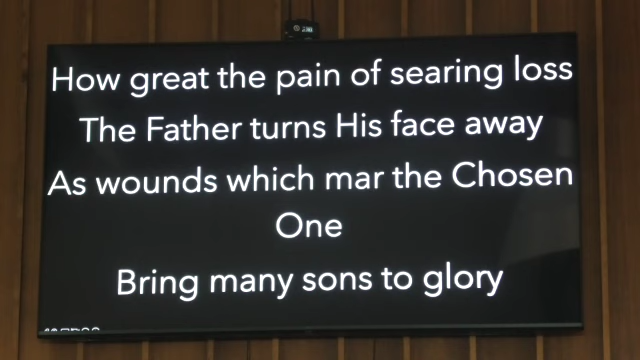 How great the pain of searing loss
The Father turns His face away
As wounds which mar the Chosen
One
Bring many sons to glory